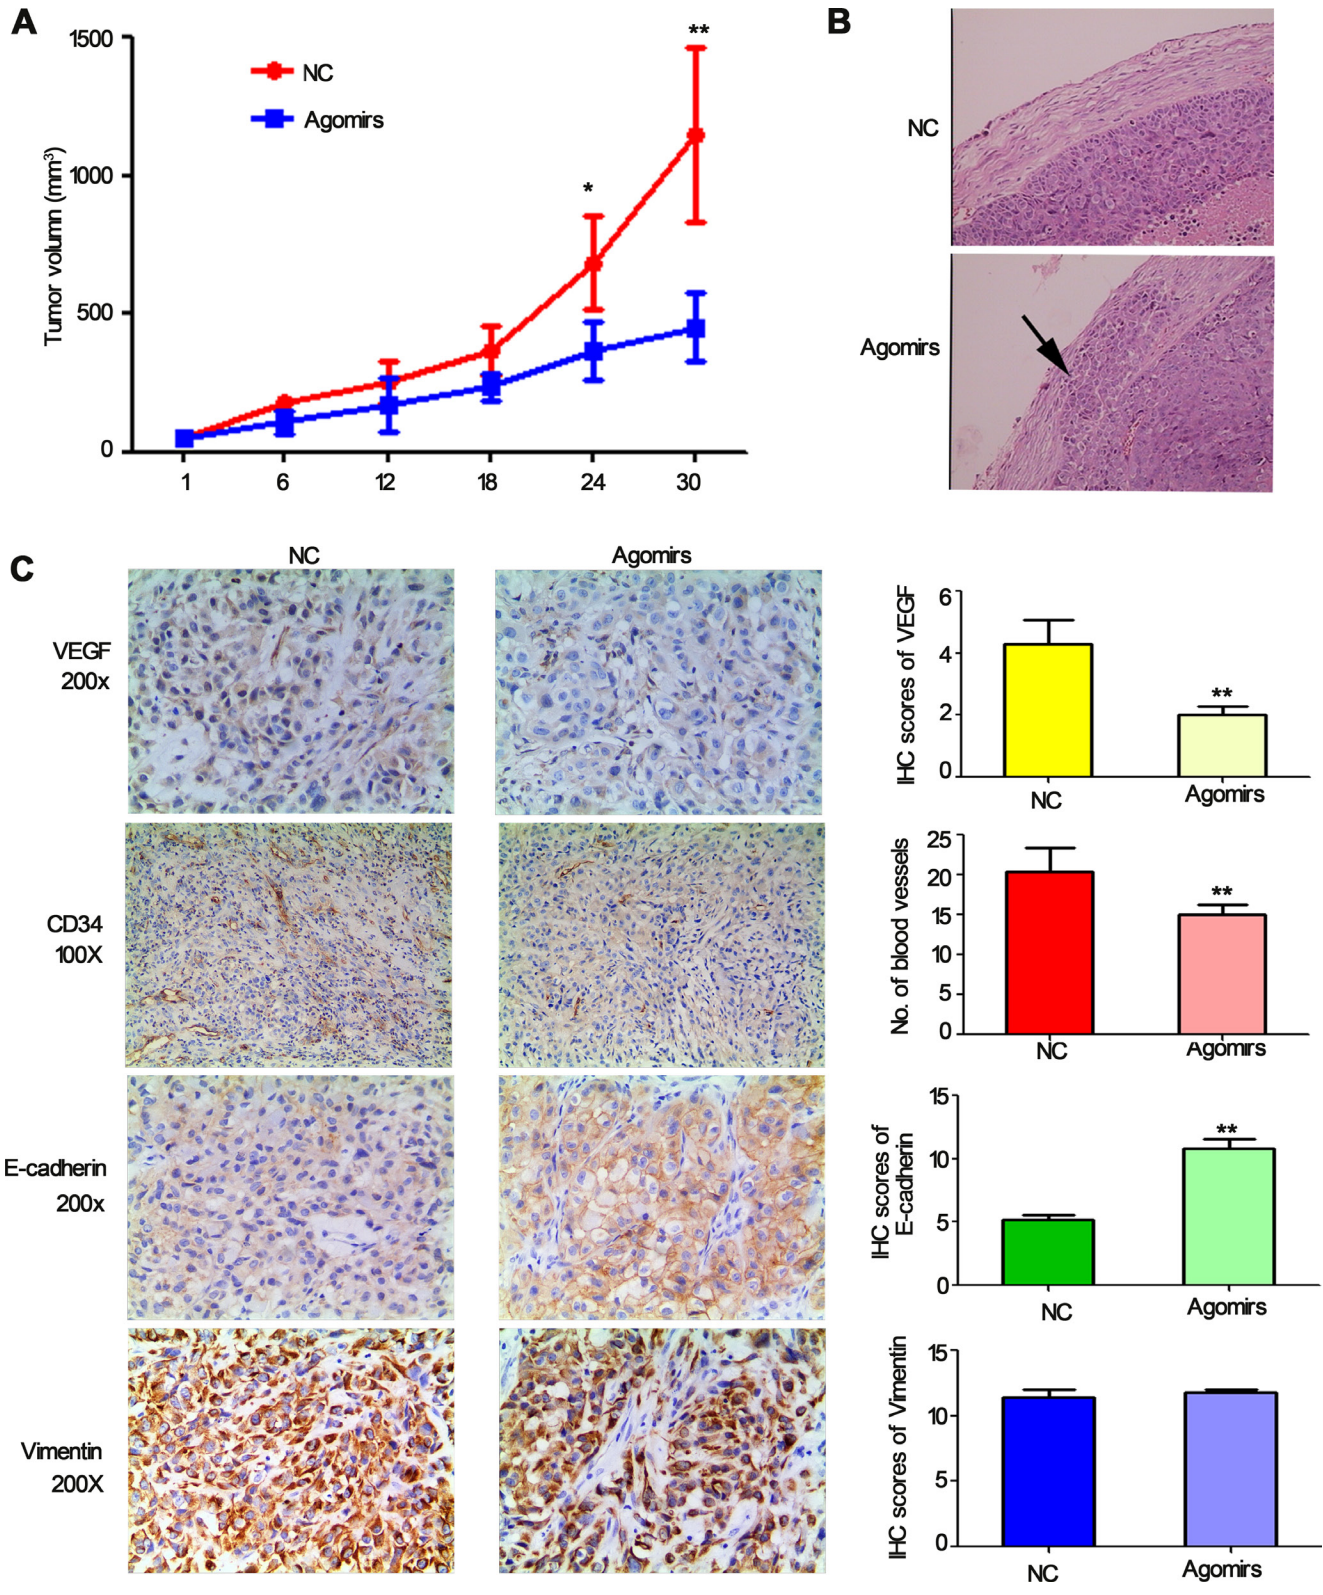 A
1500
1000
500
0
Tumor volumn (mm³)
NC
Agomirs
*
**
1 6 12 18 24 30
B
NC
Agomirs
C
NC Agomirs
VEGF
200x
CD34
100X
E-cadherin
200x
Vimentin
200X
IHC scores of VEGF
6
4
2
0
**
NC Agomirs
No. of blood vessels
25
20
15
10
5
0
**
NC Agomirs
IHC scores of
E-cadherin
15
10
5
0
**
NC Agomirs
IHC scores of Vimentin
15
10
5
0
NC Agomirs